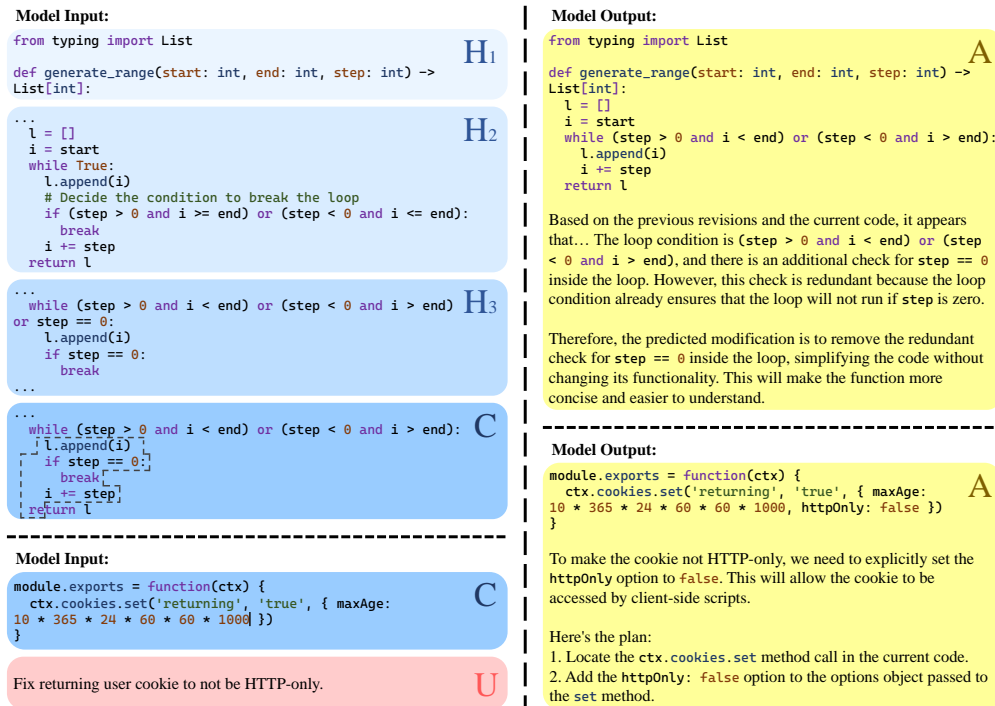 Model Input:
from typing import List
H1
def generate_range(start: int, end: int, step: int) ->
List[int]:
...
H2
l = []
i = start
while True:
l.append(i)
# Decide the condition to break the loop
if (step > 0 and i >= end) or (step < 0 and i <= end):
break
i += step
return l
...
H3
while (step > 0 and i < end) or (step < 0 and i > end)
or step == 0:
l.append(i)
if step == 0:
break
...
...
C
while (step > 0 and i < end) or (step < 0 and i > end):
l.append(i)
if step == 0:
break
i += step
return l
Model Input:
module.exports = function(ctx) {
C
ctx.cookies.set('returning', 'true', { maxAge:
10 * 365 * 24 * 60 * 60 * 1000 })
}
Fix returning user cookie to not be HTTP-only.
U
Model Output:
from typing import List
A
def generate_range(start: int, end: int, step: int) ->
List[int]:
l = []
i = start
while (step > 0 and i < end) or (step < 0 and i > end):
l.append(i)
i += step
return l
Based on the previous revisions and the current code, it appears
that… The loop condition is (step > 0 and i < end) or (step
< 0 and i > end), and there is an additional check for step == 0
inside the loop. However, this check is redundant because the loop
condition already ensures that the loop will not run if step is zero.
Therefore, the predicted modification is to remove the redundant
check for step == 0 inside the loop, simplifying the code without
changing its functionality. This will make the function more
concise and easier to understand.
Model Output:
module.exports = function(ctx) {
A
ctx.cookies.set('returning', 'true', { maxAge:
10 * 365 * 24 * 60 * 60 * 1000, httpOnly: false })
}
To make the cookie not HTTP-only, we need to explicitly set the
httpOnly option to false. This will allow the cookie to be
accessed by client-side scripts.
Here's the plan:
1. Locate the ctx.cookies.set method call in the current code.
2. Add the httpOnly: false option to the options object passed to
the set method.